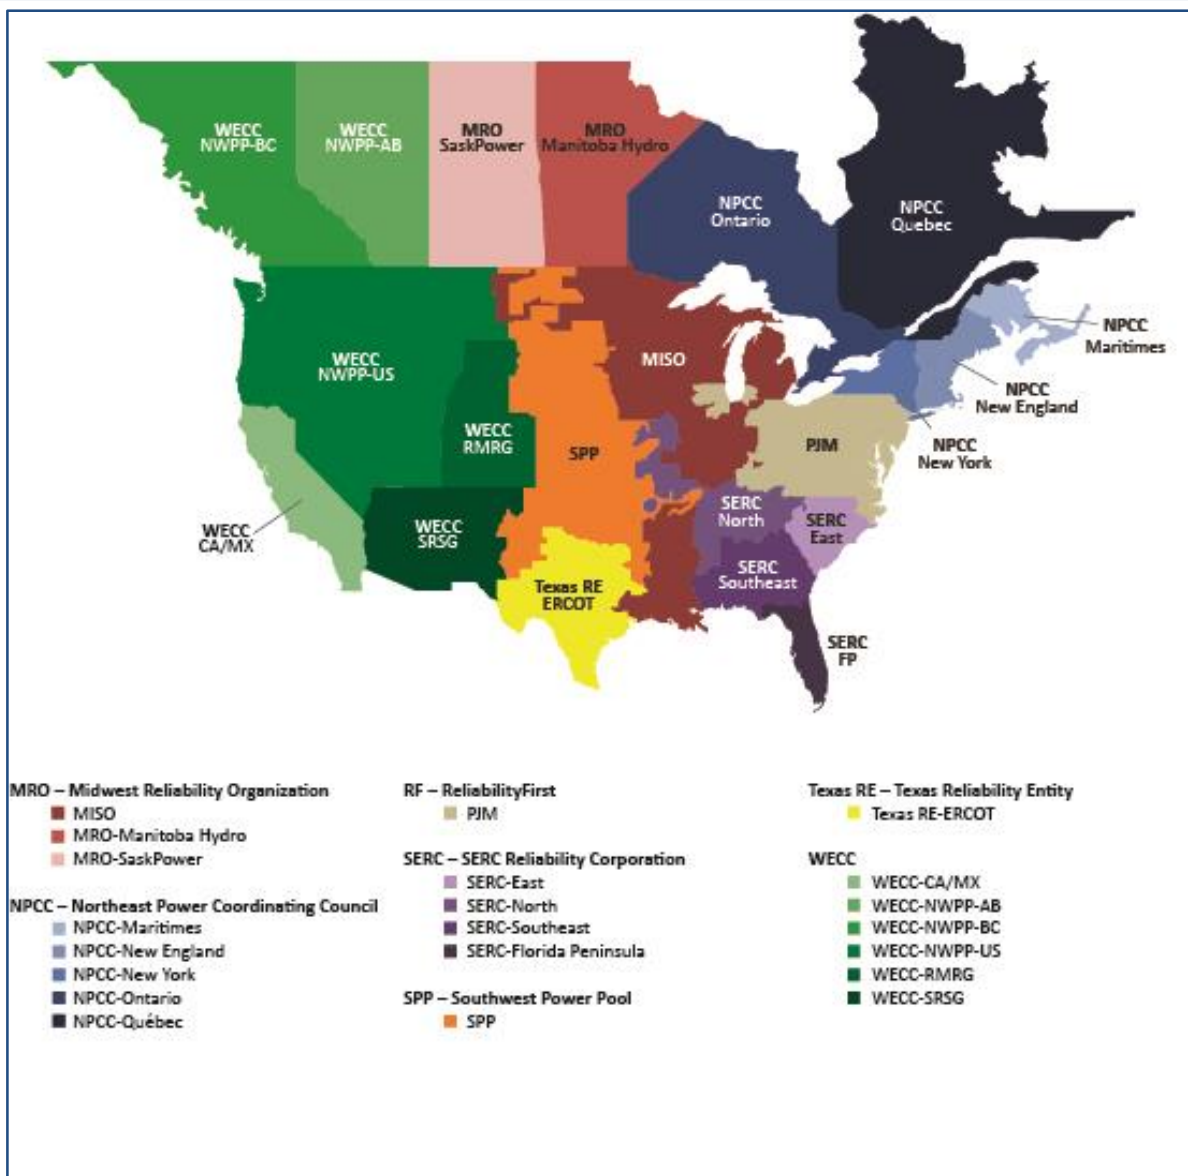 WECC
NWPP-BC
WECC
NWPP-AB
MRO
SaskPower
MRO
Manitoba Hydro
NPCC
Ontario
NPCC
Quebec
NPCC
Maritimes
WECC
NWPP-US
MISO
NPCC
New England
WECC
RMRG
SPP
PJM
NPCC
New York
WECC
CA/MX
WECC
SRSG
SERC
North
SERC
East
SERC
Southeast
Texas RE
ERCOT
SERC
FP
MRO – Midwest Reliability Organization
MISO
MRO-Manitoba Hydro
MRO-SaskPower
NPCC – Northeast Power Coordinating Council
NPCC-Maritimes
NPCC-New England
NPCC-New York
NPCC-Ontario
NPCC-Québec
RF – ReliabilityFirst
PJM
SERC – SERC Reliability Corporation
SERC-East
SERC-North
SERC-Southeast
SERC-Florida Peninsula
SPP – Southwest Power Pool
SPP
Texas RE – Texas Reliability Entity
Texas RE-ERCOT
WECC
WECC-CA/MX
WECC-NWPP-AB
WECC-NWPP-BC
WECC-NWPP-US
WECC-RMRG
WECC-SRSG